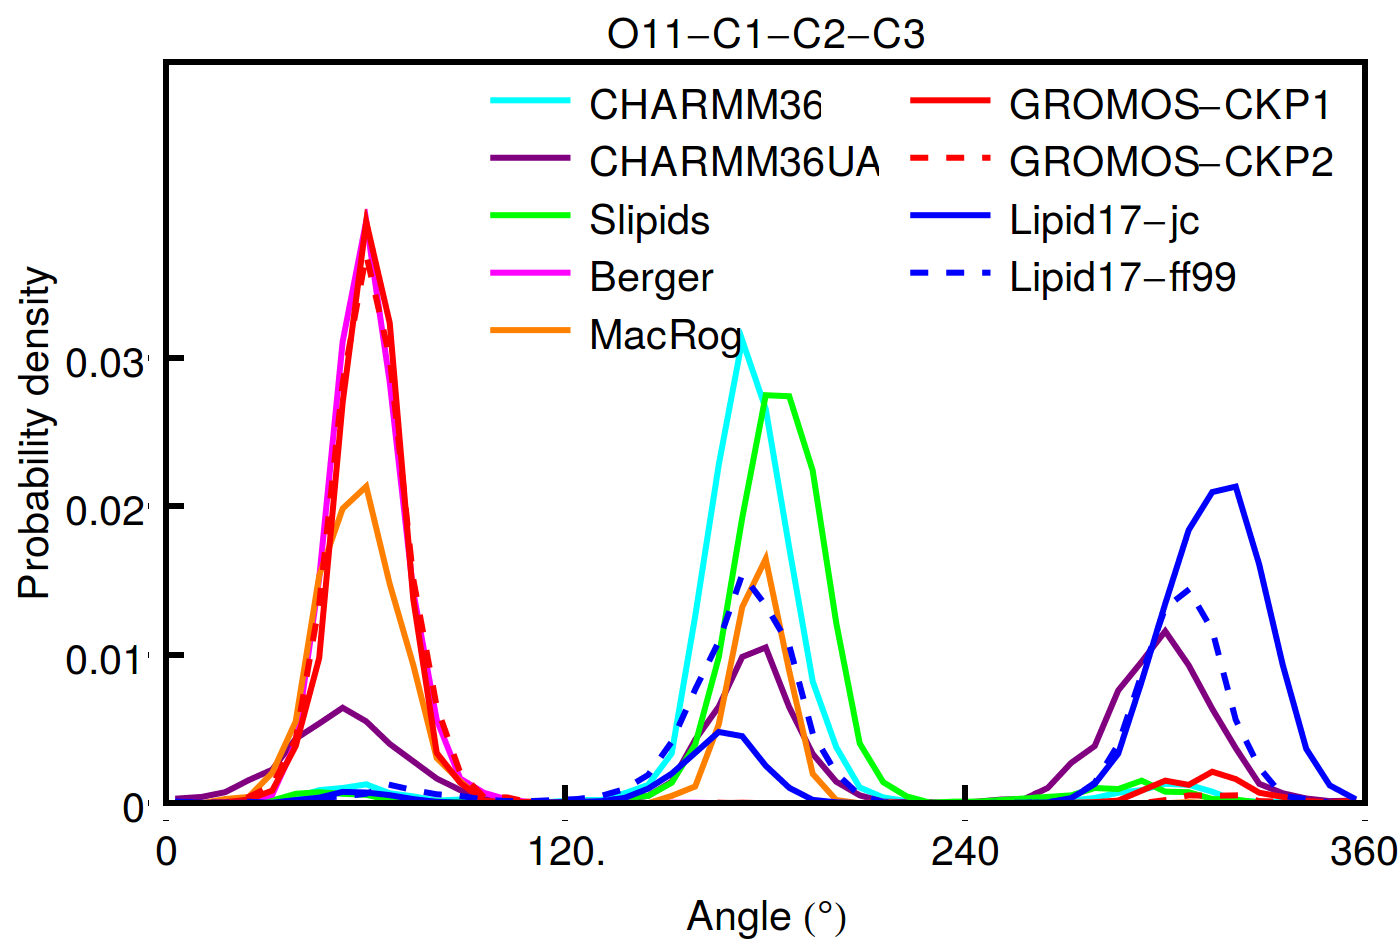 O11−C1−C2−C3
CHARMM36
CHARMM36UA
Slipids
Berger
MacRog
GROMOS−CKP1
GROMOS−CKP2
Lipid17−jc
Lipid17−ff99
Probability density
0.03
0.02
0.01
0
0 120. 240 360
Angle (°)